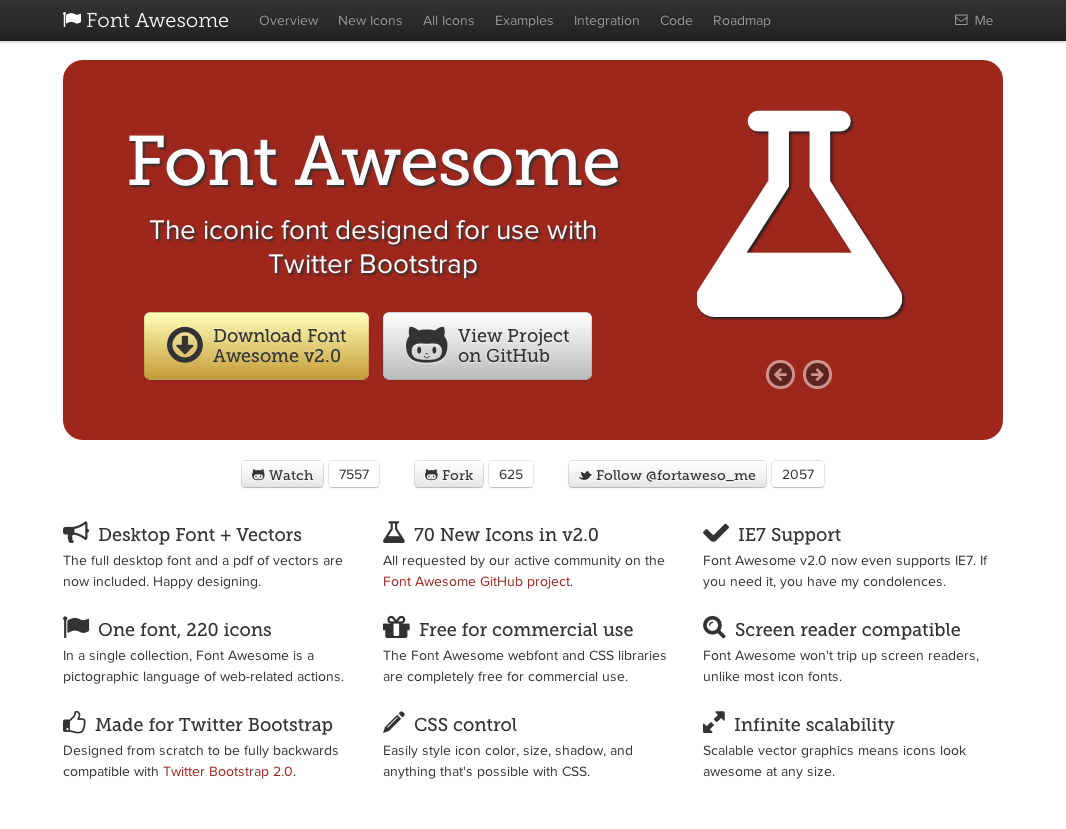 Font Awesome Overview New Icons All Icons Examples Integration Code Roadmap Me
Font Awesome
The iconic font designed for use with
Twitter Bootstrap
Download Font
Awesome v2.0
View Project
on GitHub
Watch 7557 Fork 625 Follow @fortaweso_me 2057
Desktop Font + Vectors
The full desktop font and a pdf of vectors are
now included. Happy designing.
70 New Icons in v2.0
All requested by our active community on the
Font Awesome GitHub project.
IE7 Support
Font Awesome v2.0 now even supports IE7. If
you need it, you have my condolences.
One font, 220 icons
In a single collection, Font Awesome is a
pictographic language of web-related actions.
Free for commercial use
The Font Awesome webfont and CSS libraries
are completely free for commercial use.
Screen reader compatible
Font Awesome won't trip up screen readers,
unlike most icon fonts.
Made for Twitter Bootstrap
Designed from scratch to be fully backwards
compatible with Twitter Bootstrap 2.0.
CSS control
Easily style icon color, size, shadow, and
anything that's possible with CSS.
Infinite scalability
Scalable vector graphics means icons look
awesome at any size.